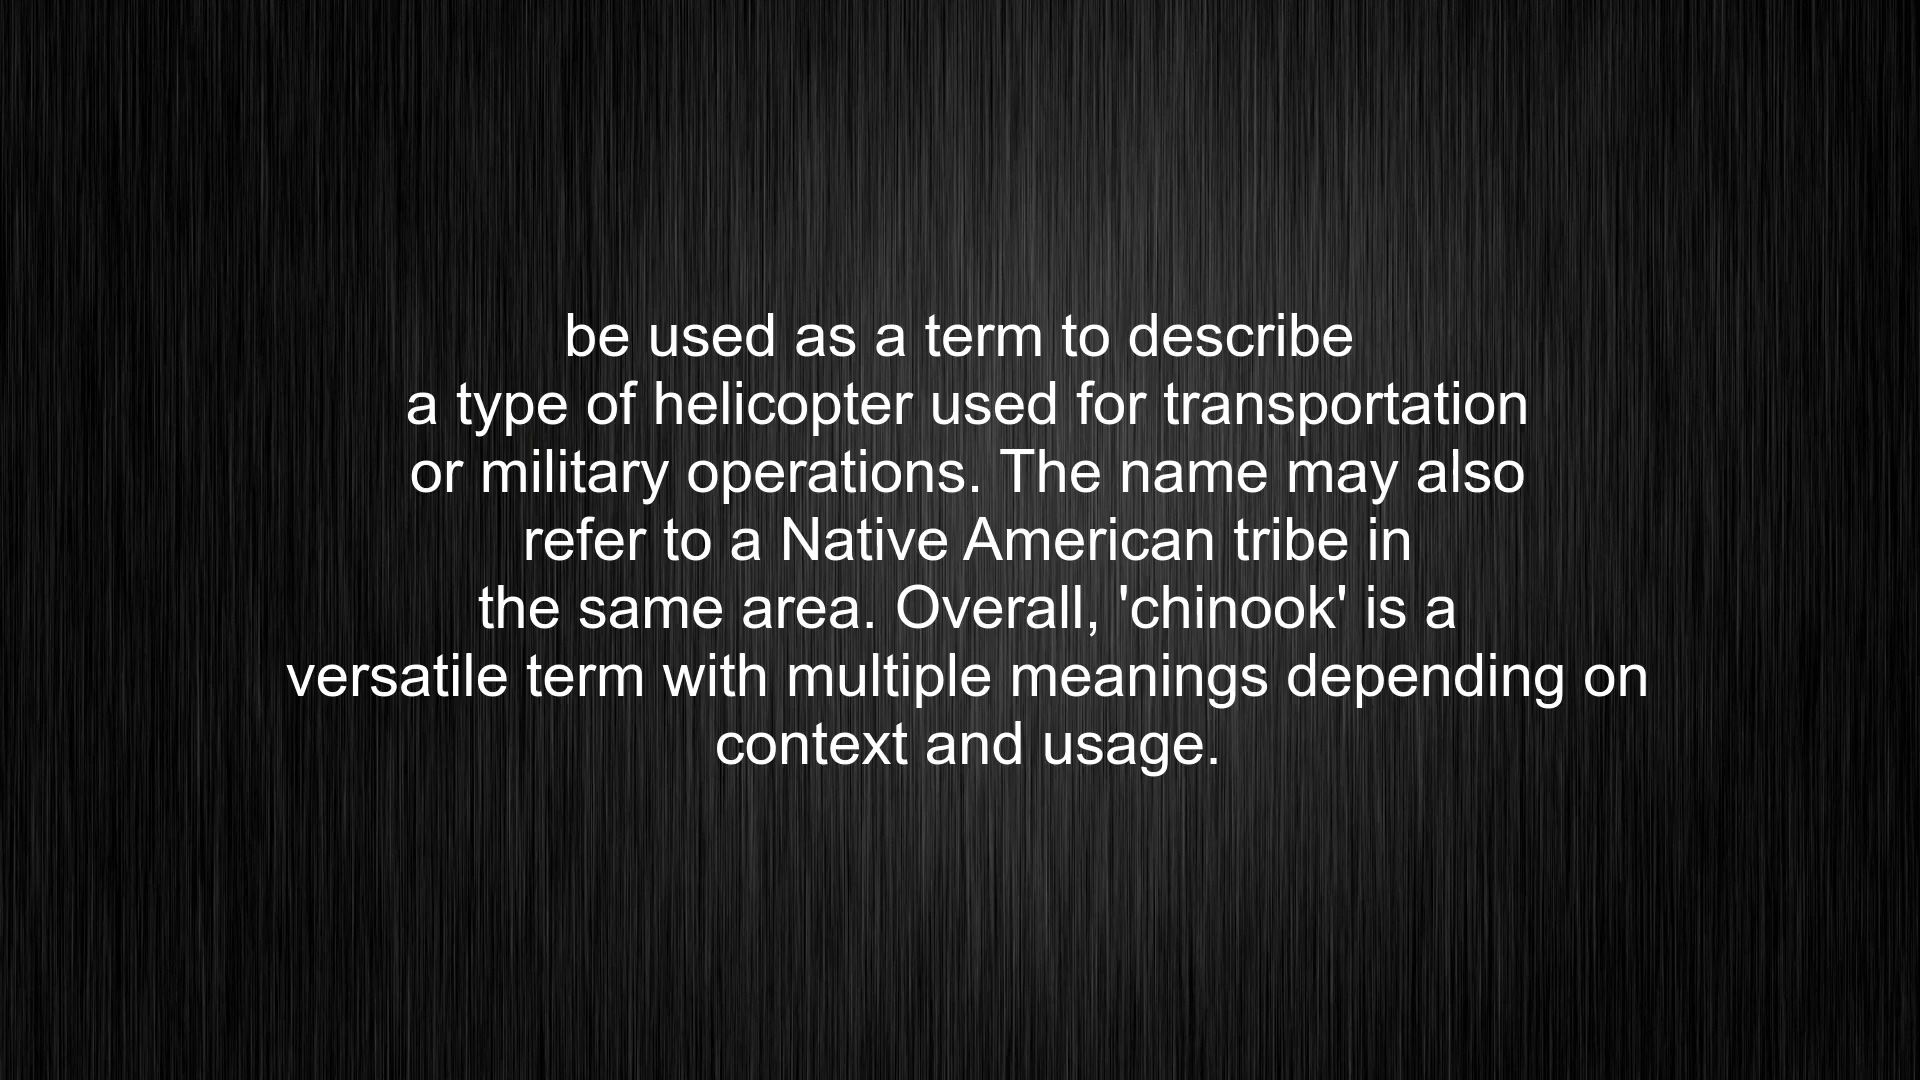 be used as a term to describe
a type of helicopter used for transportation
or military operations. The name may also
refer to a Native American tribe in
the same area. Overall, 'chinook' is a
versatile term with multiple meanings depending on
context and usage.